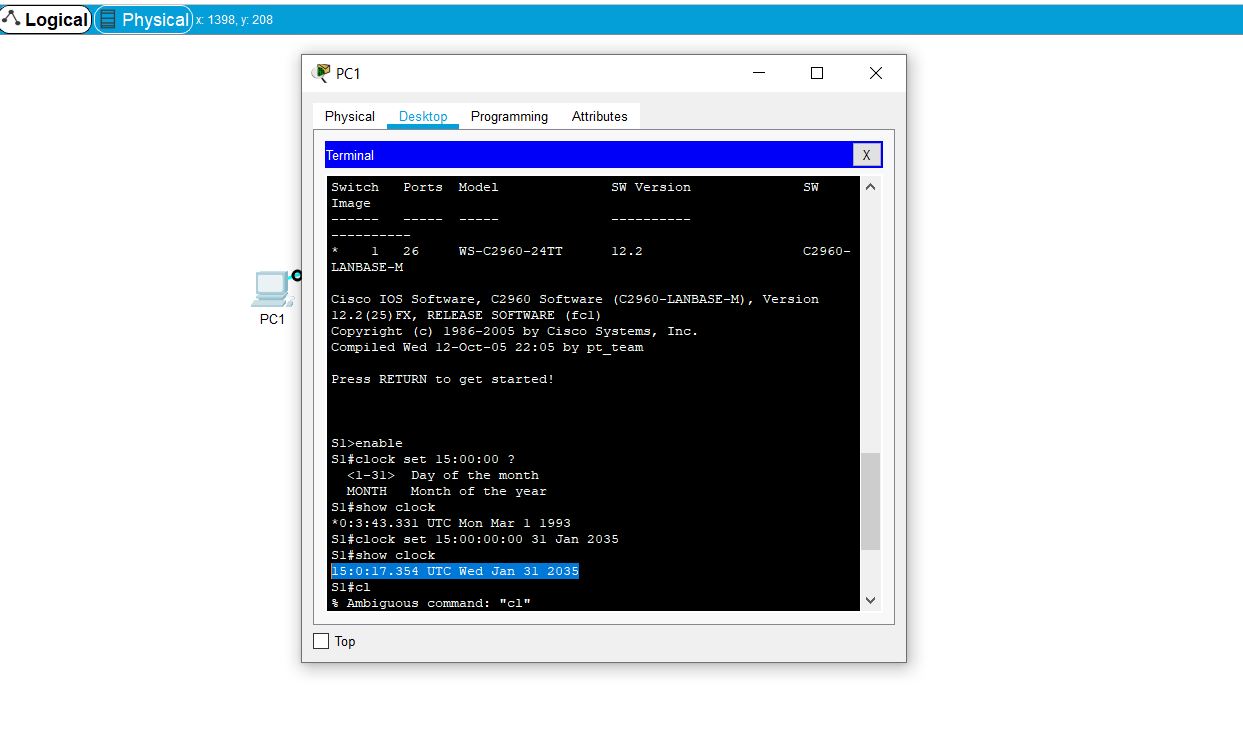 Logical Physical x: 1398, y: 208
PC1
Physical Desktop Programming Attributes
Terminal X
Switch Ports Model SW Version SW
Image
------ ----- ----- ----------
----------
* 1 26 WS-C2960-24TT 12.2 C2960-
LANBASE-M
Cisco IOS Software, C2960 Software (C2960-LANBASE-M), Version
12.2(25)FX, RELEASE SOFTWARE (fc1)
Copyright (c) 1986-2005 by Cisco Systems, Inc.
Compiled Wed 12-Oct-05 22:05 by pt_team
Press RETURN to get started!
S1>enable
S1#clock set 15:00:00 ?
<1-31> Day of the month
MONTH Month of the year
S1#show clock
*0:3:43.331 UTC Mon Mar 1 1993
S1#clock set 15:00:00:00 31 Jan 2035
S1#show clock
15:0:17.354 UTC Wed Jan 31 2035
S1#cl
% Ambiguous command: "cl"
Top
PC1